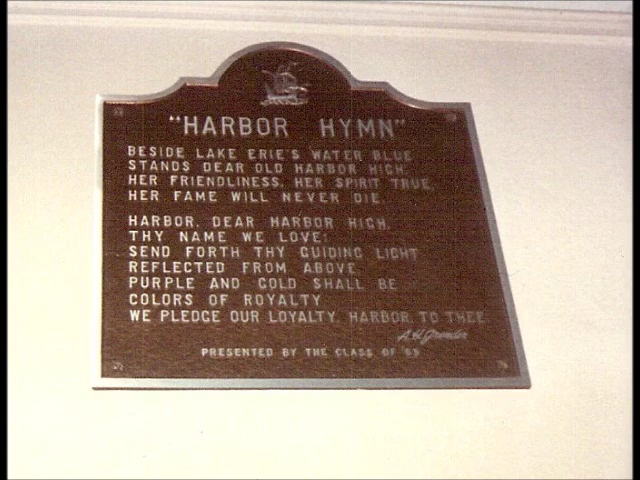 "HARBOR HYMN"
BESIDE LAKE ERIE'S WATER BLUE
STANDS DEAR OLD HARBOR HIGH.
HER FRIENDLINESS, HER SPIRIT TRUE,
HER FAME WILL NEVER DIE.
HARBOR, DEAR HARBOR HIGH,
THY NAME WE LOVE;
SEND FORTH THY GUIDING LIGHT
REFLECTED FROM ABOVE.
PURPLE AND GOLD SHALL BE
COLORS OF ROYALTY
WE PLEDGE OUR LOYALTY, HARBOR, TO THEE
PRESENTED BY THE CLASS OF